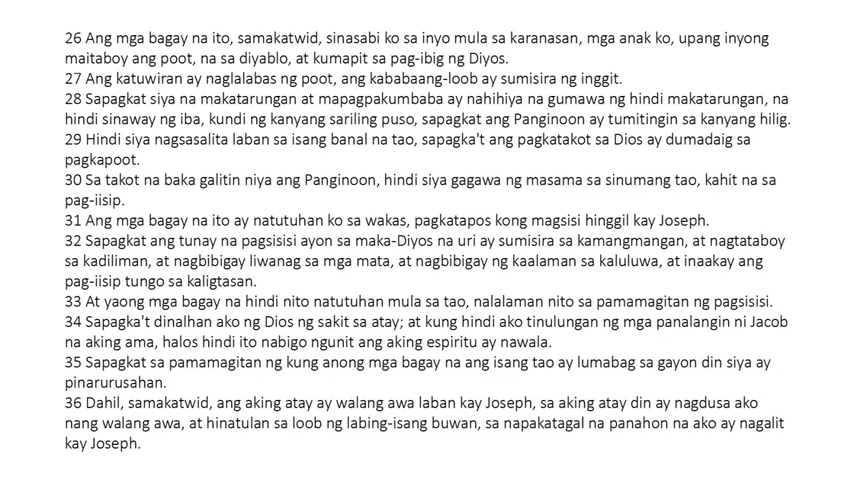 26 Ang mga bagay na ito, samakatwid, sinasabi ko sa inyo mula sa karanasan, mga anak ko, upang inyong
maitaboy ang poot, na sa diyablo, at kumapit sa pag-ibig ng Diyos.
27 Ang katuwiran ay naglalabas ng poot, ang kababaang-loob ay sumisira ng inggit.
28 Sapagkat siya na makatarungan at mapagpakumbaba ay nahihiya na gumawa ng hindi makatarungan, na
hindi sinaway ng iba, kundi ng kanyang sariling puso, sapagkat ang Panginoon ay tumitingin sa kanyang hilig.
29 Hindi siya nagsasalita laban sa isang banal na tao, sapagka't ang pagkatakot sa Dios ay dumadaig sa
pagkapoot.
30 Sa takot na baka galitin niya ang Panginoon, hindi siya gagawa ng masama sa sinumang tao, kahit na sa
pag-iisip.
31 Ang mga bagay na ito ay natutuhan ko sa wakas, pagkatapos kong magsisi hinggil kay Joseph.
32 Sapagkat ang tunay na pagsisisi ayon sa maka-Diyos na uri ay sumisira sa kamangmangan, at nagtataboy
sa kadiliman, at nagbibigay liwanag sa mga mata, at nagbibigay ng kaalaman sa kaluluwa, at inaakay ang
pag-iisip tungo sa kaligtasan.
33 At yaong mga bagay na hindi nito natutuhan mula sa tao, nalalaman nito sa pamamagitan ng pagsisisi.
34 Sapagka't dinalhan ako ng Dios ng sakit sa atay; at kung hindi ako tinulungan ng mga panalangin ni Jacob
na aking ama, halos hindi ito nabigo ngunit ang aking espiritu ay nawala.
35 Sapagkat sa pamamagitan ng kung anong mga bagay na ang isang tao ay lumabag sa gayon din siya ay
pinarurusahan.
36 Dahil, samakatwid, ang aking atay ay walang awa laban kay Joseph, sa aking atay din ay nagdusa ako
nang walang awa, at hinatulan sa loob ng labing-isang buwan, sa napakatagal na panahon na ako ay nagalit
kay Joseph.